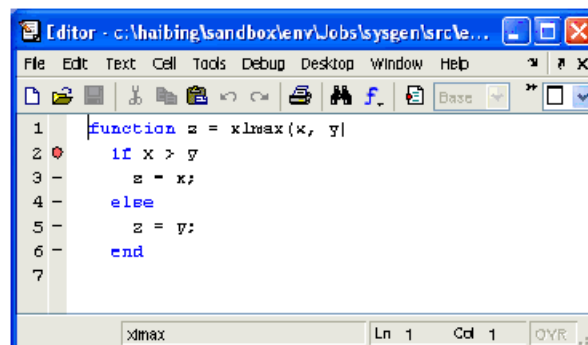 Editor - c:\haibing\sandbox\env\Jobs\sysgen\src\e...
File Edit Text Cell Tools Debug Desktop Window Help
Base
1 function z = xlmax(x, y)
2 if x > y
3 - z = x;
4 - else
5 - z = y;
6 - end
7
xlmax Ln 1 Col 1 OVR